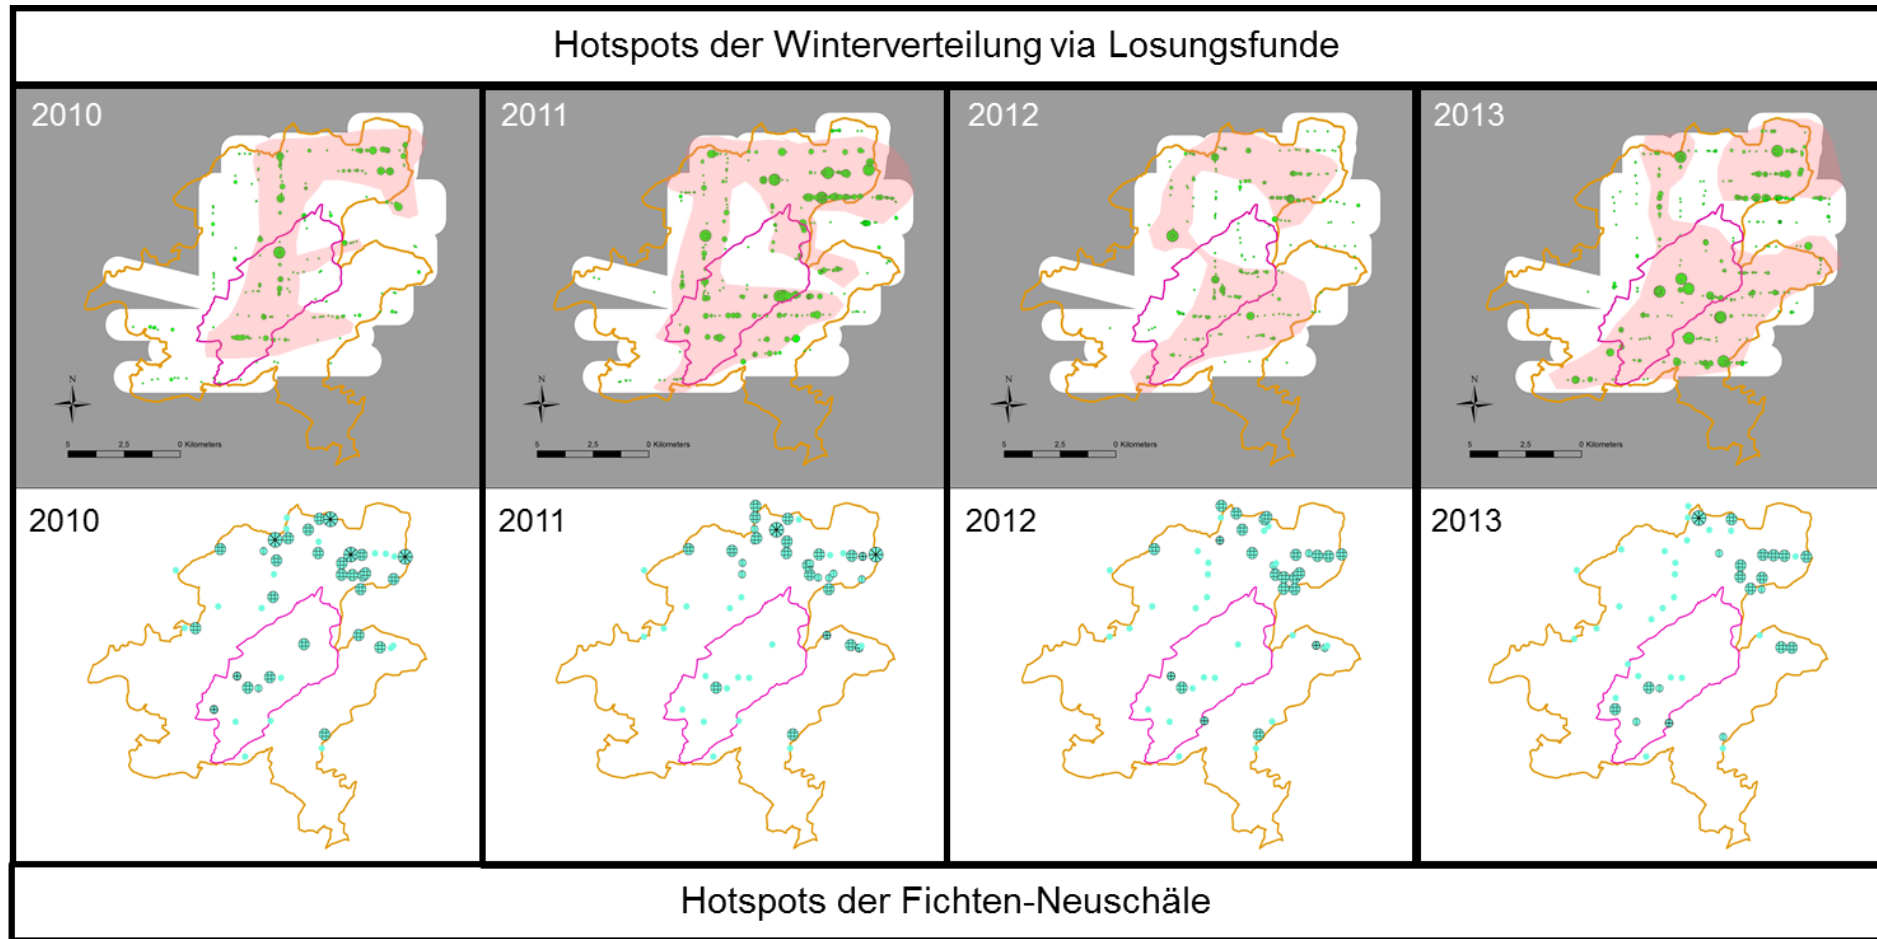 Hotspots der Winterverteilung via Losungsfunde
2010
2011
2012
2013
N
N
N
N
5 2,5 0 Kilometers
5 2,5 0 Kilometers
5 2,5 0 Kilometers
5 2,5 0 Kilometers
2010
2011
2012
2013
Hotspots der Fichten-Neuschäle